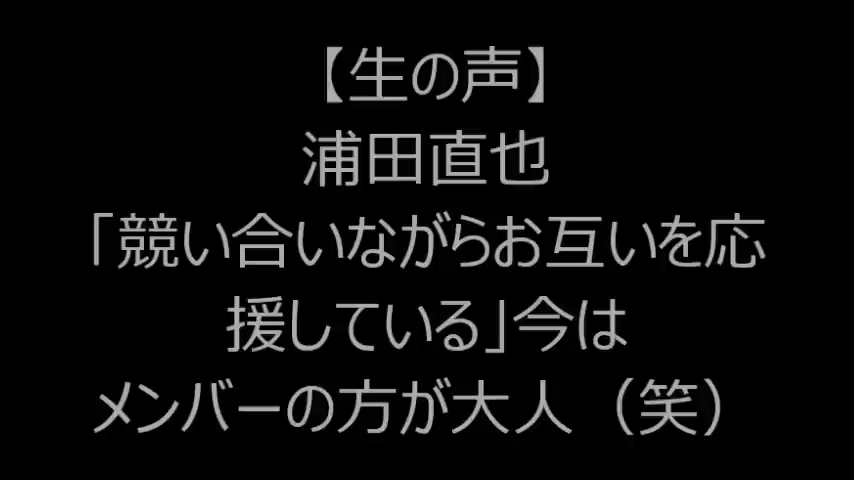 【生の声】
浦田直也
「競い合いながらお互いを応
援している」今は
メンバーの方が大人（笑）